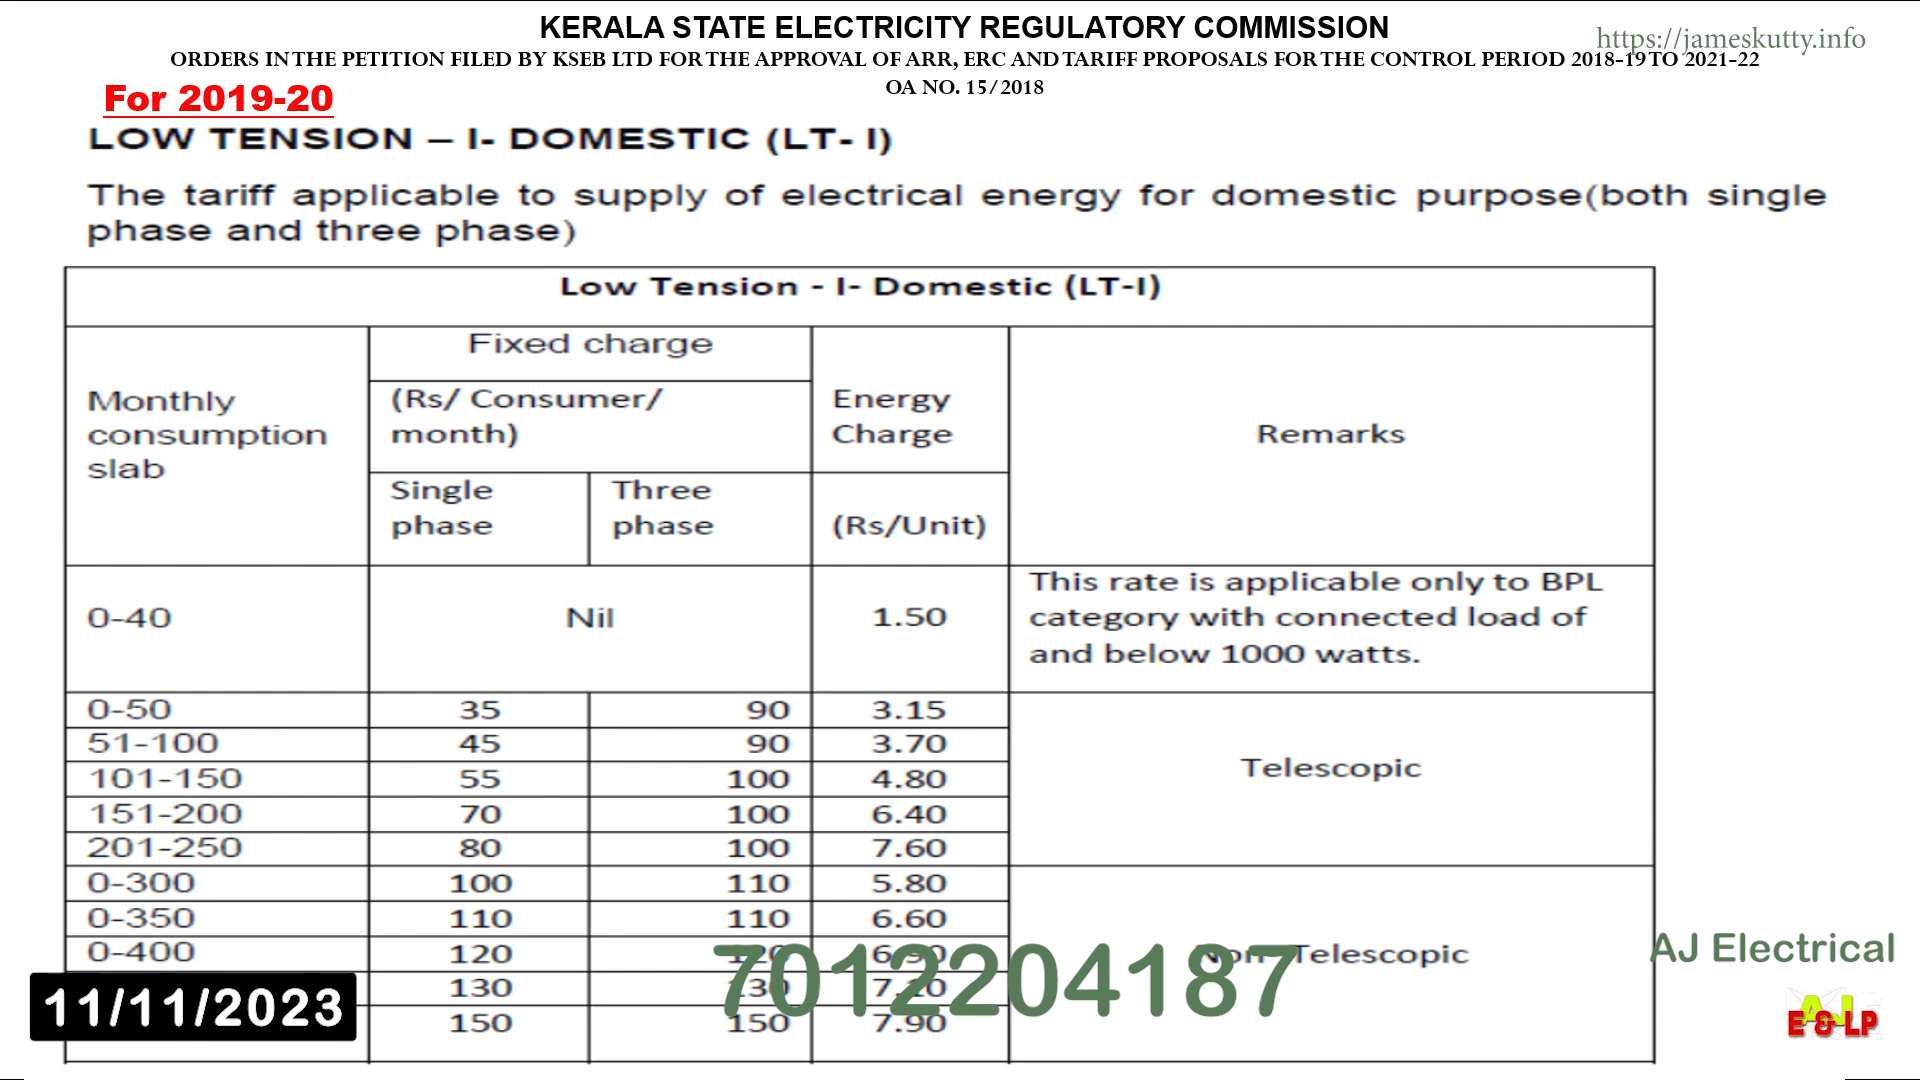 KERALA STATE ELECTRICITY REGULATORY COMMISSION
https://jameskutty.info
ORDERS IN THE PETITION FILED BY KSEB LTD FOR THE APPROVAL OF ARR, ERC AND TARIFF PROPOSALS FOR THE CONTROL PERIOD 2018-19 TO 2021-22
OA NO. 15/2018
For 2019-20
LOW TENSION – I- DOMESTIC (LT- I)
The tariff applicable to supply of electrical energy for domestic purpose(both single
phase and three phase)
Low Tension - I- Domestic (LT-I)
Monthly
consumption
slab
Fixed charge
(Rs/ Consumer/
month)
Single
phase
Three
phase
Energy
Charge
(Rs/Unit)
Remarks
0-40 Nil 1.50
This rate is applicable only to BPL
category with connected load of
and below 1000 watts.
0-50 35 90 3.15
51-100 45 90 3.70
101-150 55 100 4.80
151-200 70 100 6.40
201-250 80 100 7.60
Telescopic
0-300 100 110 5.80
0-350 110 110 6.60
0-400 120 120 6.90
130 130 7.10
150 150 7.90
Non Telescopic
7012204187
11/11/2023
AJ Electrical
AJ
E & LP